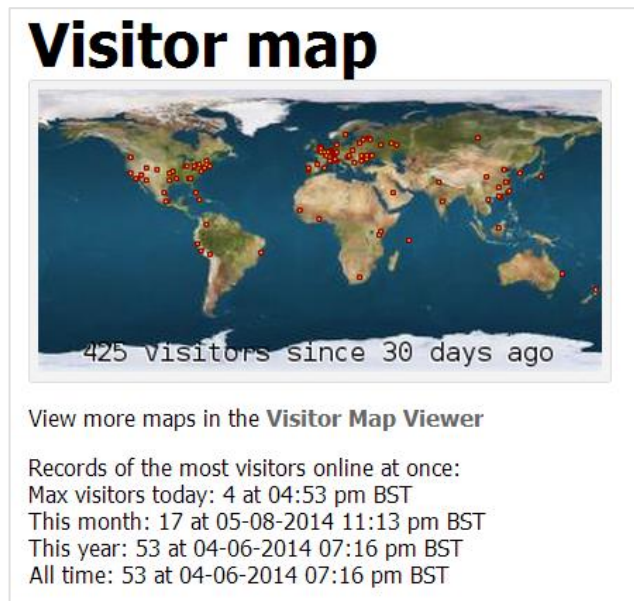 Visitor map
425 visitors since 30 days ago
View more maps in the Visitor Map Viewer
Records of the most visitors online at once:
Max visitors today: 4 at 04:53 pm BST
This month: 17 at 05-08-2014 11:13 pm BST
This year: 53 at 04-06-2014 07:16 pm BST
All time: 53 at 04-06-2014 07:16 pm BST